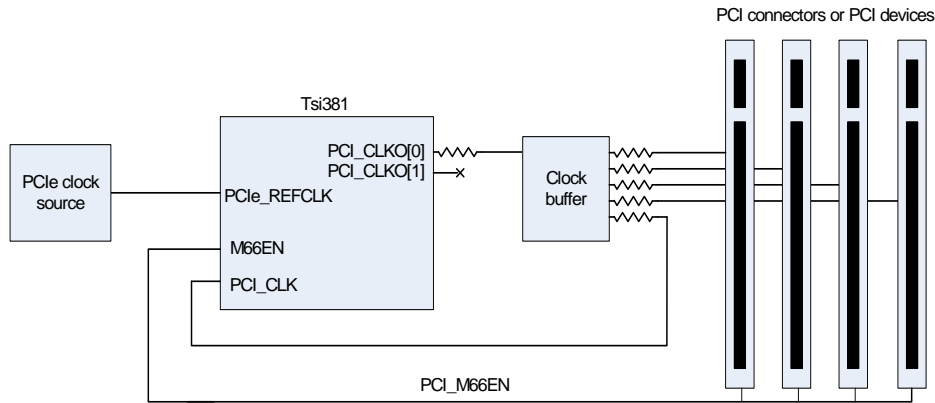 PCI connectors or PCI devices
Tsi381
PCI_CLKO[0]
PCI_CLKO[1]
PCIe clock
source
PCIe_REFCLK
Clock
buffer
M66EN
PCI_CLK
PCI_M66EN